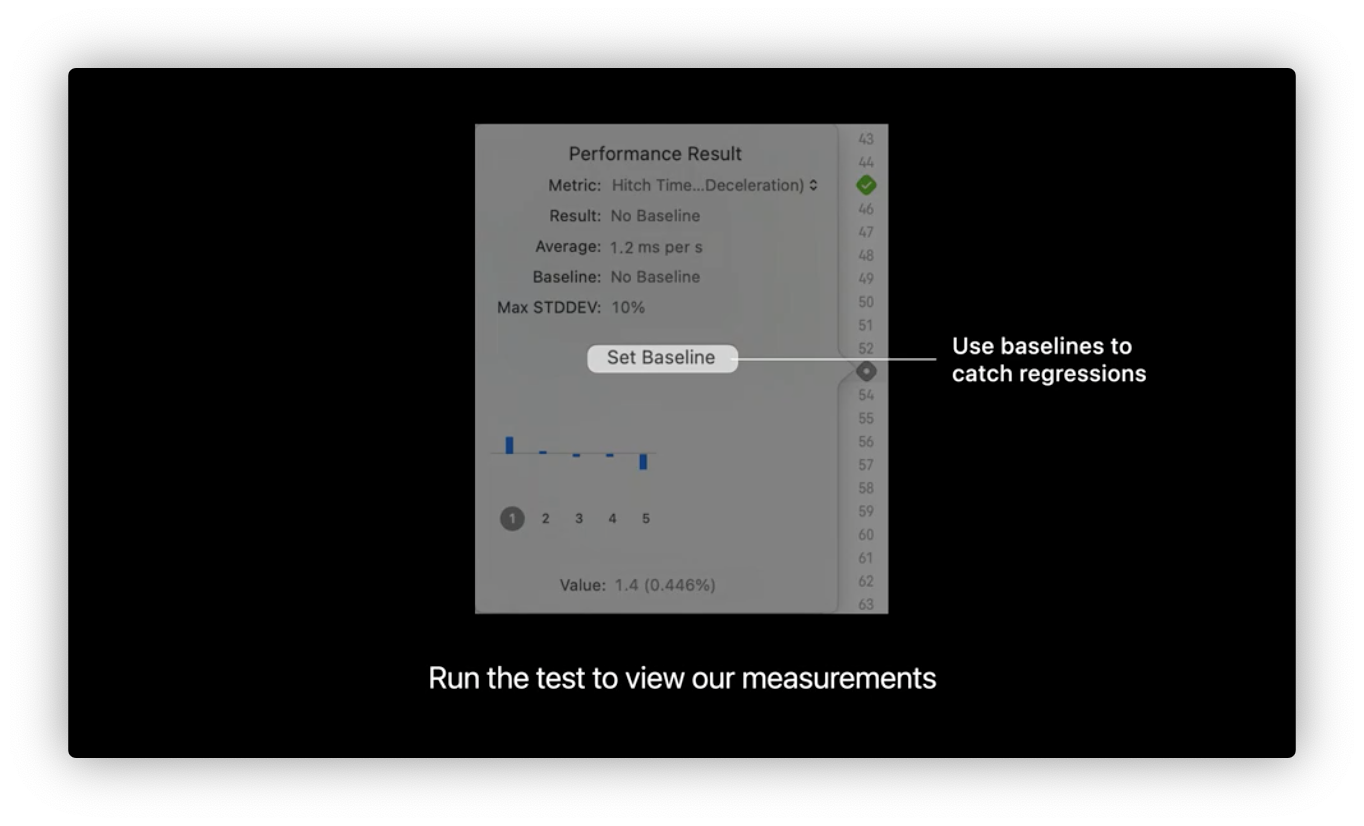 Performance Result
Metric: Hitch Time...Deceleration)
Result: No Baseline
Average: 1.2 ms per s
Baseline: No Baseline
Max STDDEV: 10%
Set Baseline
1 2 3 4 5
Value: 1.4 (0.446%)
43
44
46
47
48
49
50
51
52
54
55
56
57
58
59
60
61
62
63
Use baselines to
catch regressions
Run the test to view our measurements